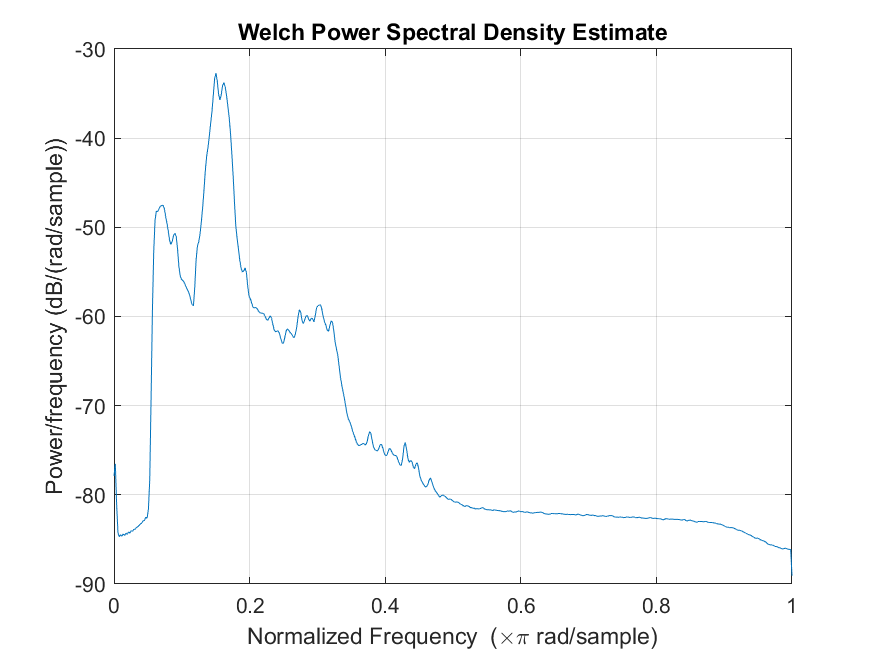 Welch Power Spectral Density Estimate
Power/frequency (dB/(rad/sample))
-30
-40
-50
-60
-70
-80
-90
0 0.2 0.4 0.6 0.8 1
Normalized Frequency (×π rad/sample)